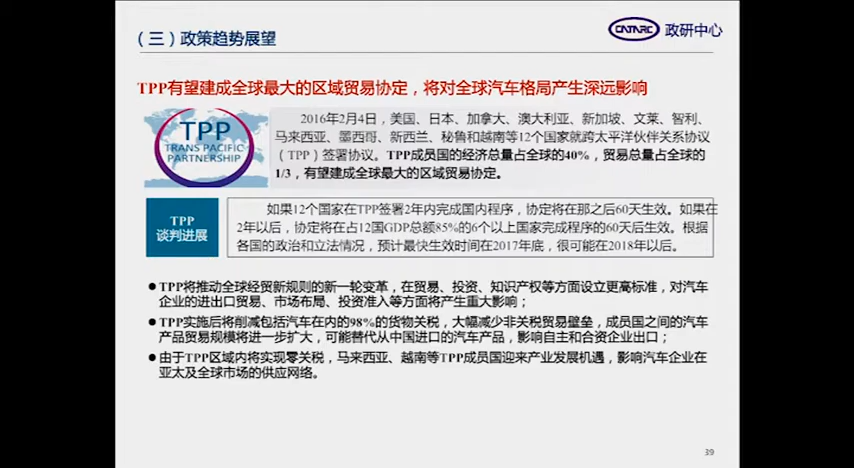 （三）政策趋势展望
CATARC 政研中心
TPP有望建成全球最大的区域贸易协定，将对全球汽车格局产生深远影响
TPP
TRANS PACIFIC
PARTNERSHIP
2016年2月4日，美国、日本、加拿大、澳大利亚、新加坡、文莱、智利、
马来西亚、墨西哥、新西兰、秘鲁和越南等12个国家就跨太平洋伙伴关系协议
（TPP）签署协议。TPP成员国的经济总量占全球的40%，贸易总量占全球的
1/3，有望建成全球最大的区域贸易协定。
TPP
谈判进展
如果12个国家在TPP签署2年内完成国内程序，协定将在那之后60天生效。如果在
2年以后，协定将在占12国GDP总额85%的6个以上国家完成程序的60天后生效。根据
各国的政治和立法情况，预计最快生效时间在2017年底，很可能在2018年以后。
●TPP将推动全球经贸新规则的新一轮变革，在贸易、投资、知识产权等方面设立更高标准，对汽车
企业的进出口贸易、市场布局、投资准入等方面将产生重大影响；
●TPP实施后将削减包括汽车在内的98%的货物关税，大幅减少非关税贸易壁垒，成员国之间的汽车
产品贸易规模将进一步扩大，可能替代从中国进口的汽车产品，影响自主和合资企业出口；
●由于TPP区域内将实现零关税，马来西亚、越南等TPP成员国迎来产业发展机遇，影响汽车企业在
亚太及全球市场的供应网络。
39